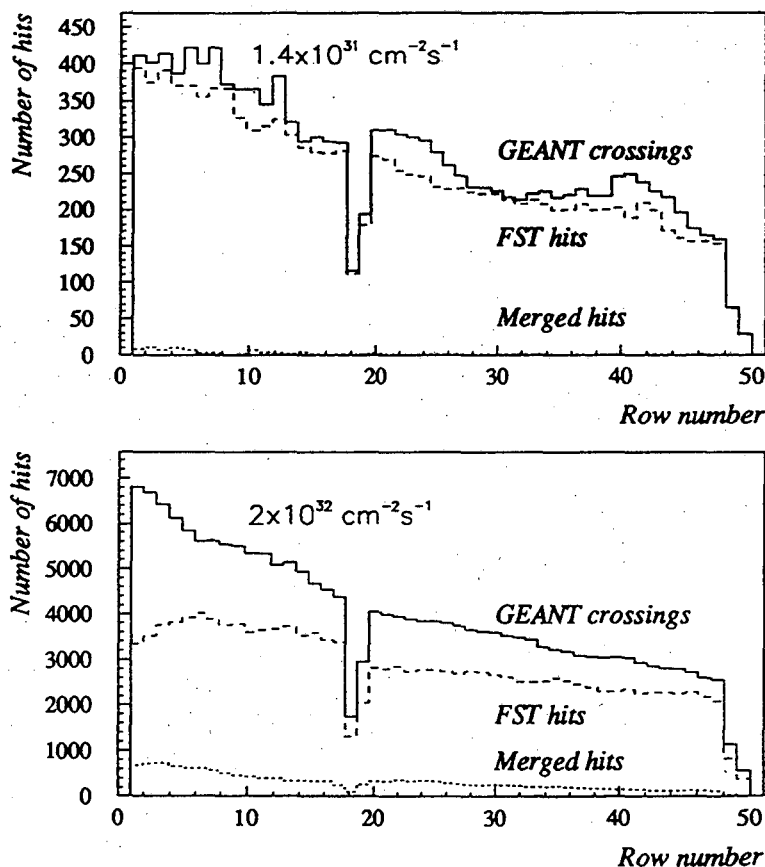 Number of hits
450
400
350
300
250
200
150
100
50
0
1.4x10³¹ cm⁻²s⁻¹
GEANT crossings
FST hits
Merged hits
0 10 20 30 40 50
Row number
Number of hits
7000
6000
5000
4000
3000
2000
1000
0
2x10³² cm⁻²s⁻¹
GEANT crossings
FST hits
Merged hits
0 10 20 30 40 50
Row number